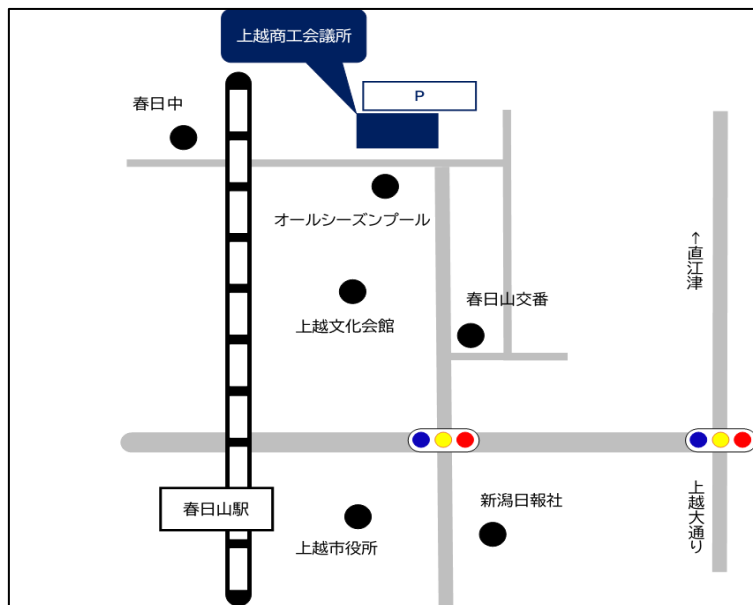 上越商工会議所
P
春日中
オールシーズンプール
↑直江津
春日山交番
上越文化会館
春日山駅
新潟日報社
上越市役所
上越大通り